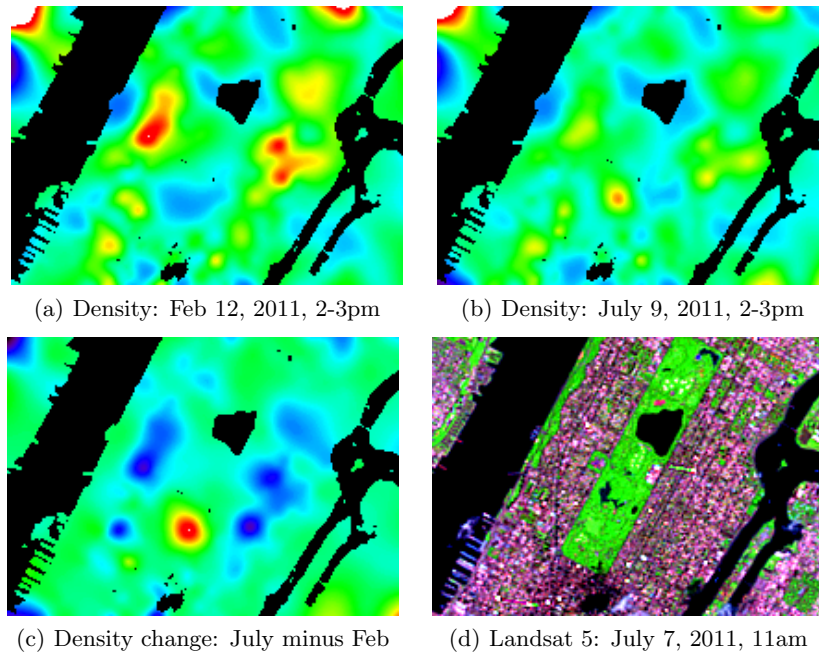 (a) Density: Feb 12, 2011, 2-3pm
(b) Density: July 9, 2011, 2-3pm
(c) Density change: July minus Feb
(d) Landsat 5: July 7, 2011, 11am